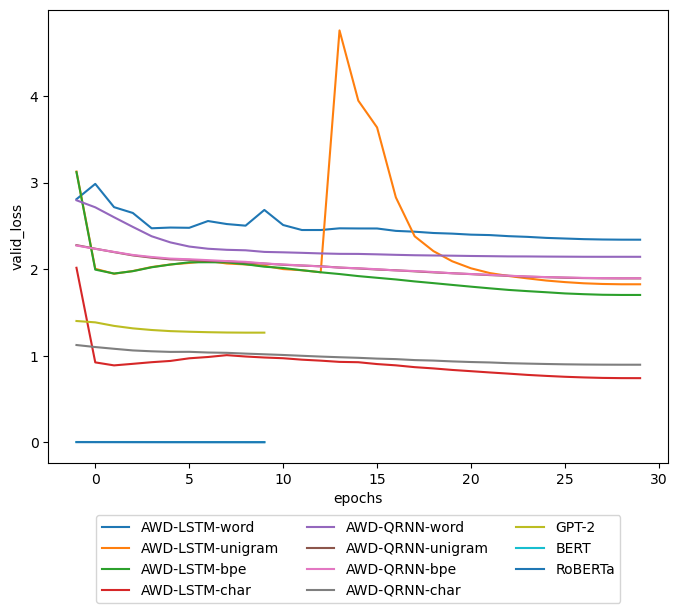 4
3
2
1
0
valid_loss
0 5 10 15 20 25 30
epochs
AWD-LSTM-word AWD-QRNN-word GPT-2
AWD-LSTM-unigram AWD-QRNN-unigram BERT
AWD-LSTM-bpe AWD-QRNN-bpe RoBERTa
AWD-LSTM-char AWD-QRNN-char